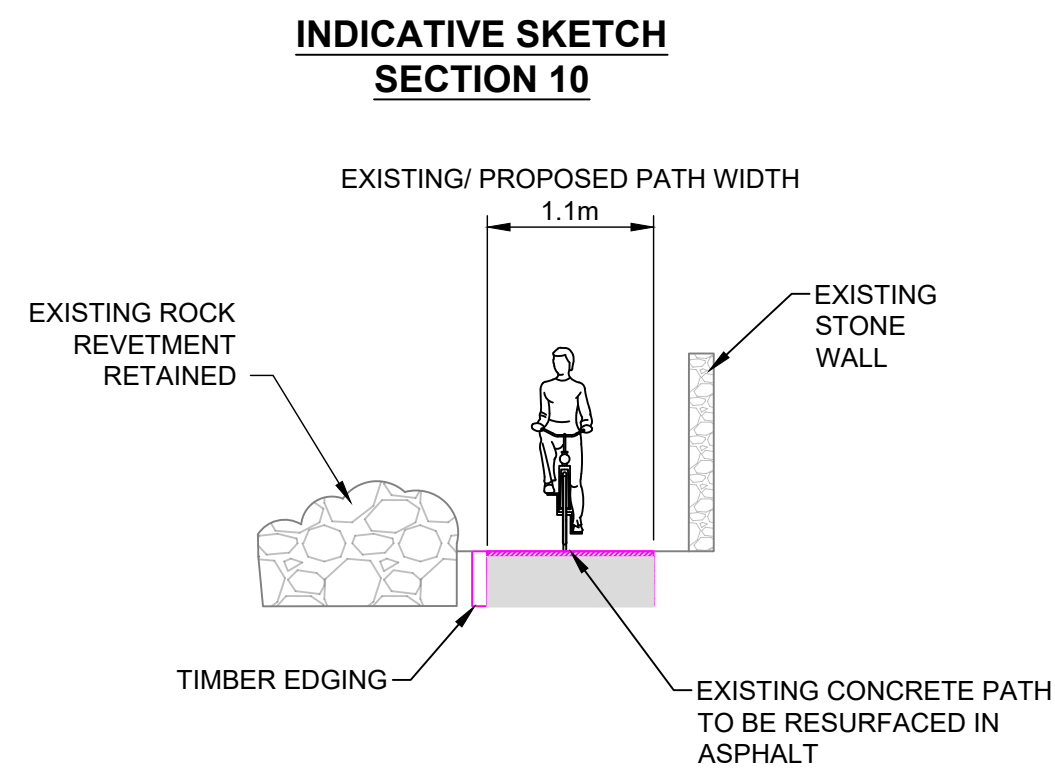 INDICATIVE SKETCH
SECTION 10
EXISTING/ PROPOSED PATH WIDTH
1.1m
EXISTING ROCK
REVETMENT
RETAINED
EXISTING
STONE
WALL
TIMBER EDGING
EXISTING CONCRETE PATH
TO BE RESURFACED IN
ASPHALT